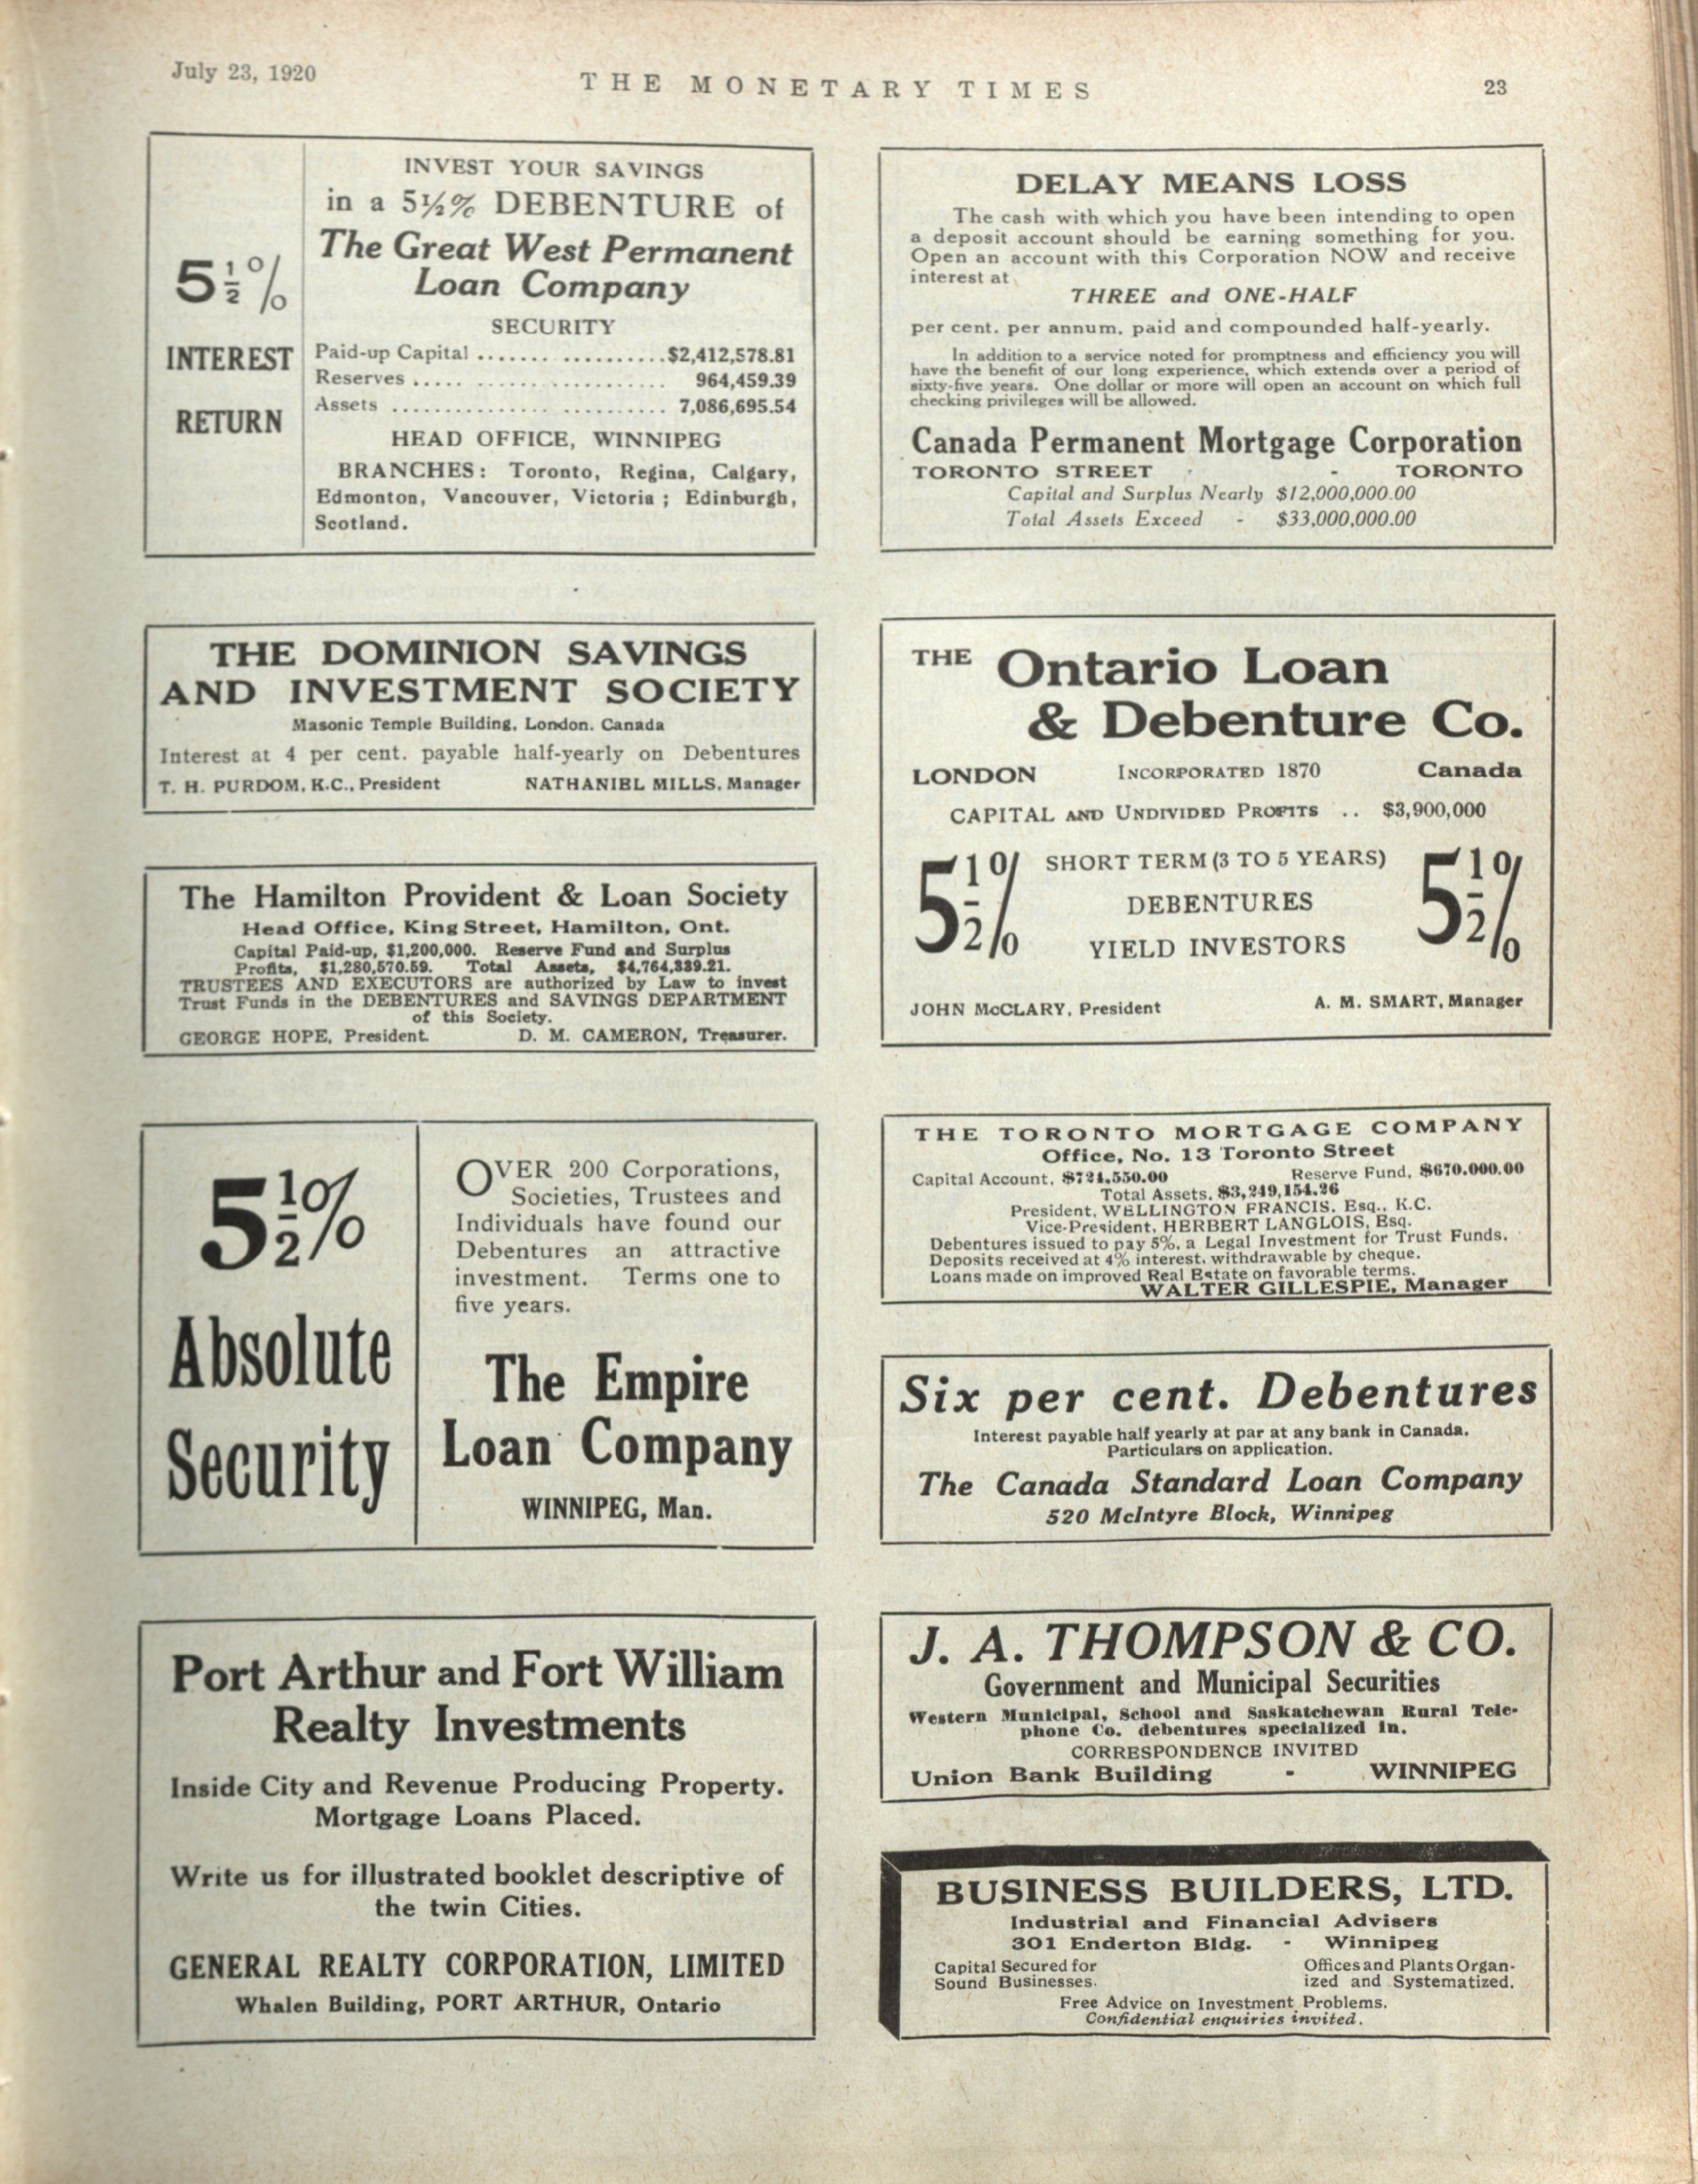 July 23, 1920
THE MONETARY TIMES
23
5½%
INTEREST
RETURN
INVEST YOUR SAVINGS
in a 5½% DEBENTURE of
The Great West Permanent
Loan Company
SECURITY
Paid-up Capital ....... ...................$2,412,578.81
Reserves ..... ................... 964,459.39
Assets ............... .......... 7,086,695.54
HEAD OFFICE, WINNIPEG
BRANCHES: Toronto, Regina, Calgary,
Edmonton, Vancouver, Victoria; Edinburgh,
Scotland.
THE DOMINION SAVINGS
AND INVESTMENT SOCIETY
Masonic Temple Building, London, Canada
Interest at 4 per cent. payable half-yearly on Debentures
T. H. PURDOM, K.C., President NATHANIEL MILLS, Manager
The Hamilton Provident & Loan Society
Head Office, King Street, Hamilton, Ont.
Capital Paid-up, $1,200,000. Reserve Fund and Surplus
Profits, $1,280,570.59. Total Assets, $4,764,339.21.
TRUSTEES AND EXECUTORS are authorized by Law to invest
Trust Funds in the DEBENTURES and SAVINGS DEPARTMENT
of this Society.
GEORGE HOPE, President. D. M. CAMERON, Treasurer.
5½%
Absolute
Security
OVER 200 Corporations,
Societies, Trustees and
Individuals have found our
Debentures an attractive
investment. Terms one to
five years.
The Empire
Loan Company
WINNIPEG, Man.
Port Arthur and Fort William
Realty Investments
Inside City and Revenue Producing Property.
Mortgage Loans Placed.
Write us for illustrated booklet descriptive of
the twin Cities.
GENERAL REALTY CORPORATION, LIMITED
Whalen Building, PORT ARTHUR, Ontario
DELAY MEANS LOSS
The cash with which you have been intending to open
a deposit account should be earning something for you.
Open an account with this Corporation NOW and receive
interest at
THREE and ONE-HALF
per cent. per annum, paid and compounded half-yearly.
In addition to a service noted for promptness and efficiency you will
have the benefit of our long experience, which extends over a period of
sixty-five years. One dollar or more will open an account on which full
checking privileges will be allowed.
Canada Permanent Mortgage Corporation
TORONTO STREET - TORONTO
Capital and Surplus Nearly $12,000,000.00
Total Assets Exceed - $33,000,000.00
THE Ontario Loan
& Debenture Co.
LONDON INCORPORATED 1870 Canada
CAPITAL AND UNDIVIDED PROFITS .. $3,900,000
5½% SHORT TERM (3 TO 5 YEARS) 5½%
DEBENTURES
YIELD INVESTORS
JOHN McCLARY, President A. M. SMART, Manager
THE TORONTO MORTGAGE COMPANY
Office, No. 13 Toronto Street
Capital Account, $724,550.00 Reserve Fund, $670,000.00
Total Assets, $3,249,154.26
President, WELLINGTON FRANCIS, Esq., K.C.
Vice-President, HERBERT LANGLOIS, Esq.
Debentures issued to pay 5%, a Legal Investment for Trust Funds.
Deposits received at 4% interest, withdrawable by cheque.
Loans made on improved Real Estate on favorable terms.
WALTER GILLESPIE, Manager
Six per cent. Debentures
Interest payable half yearly at par at any bank in Canada.
Particulars on application.
The Canada Standard Loan Company
520 McIntyre Block, Winnipeg
J. A. THOMPSON & CO.
Government and Municipal Securities
Western Municipal, School and Saskatchewan Rural Tele-
phone Co. debentures specialized in.
CORRESPONDENCE INVITED
Union Bank Building - WINNIPEG
BUSINESS BUILDERS, LTD.
Industrial and Financial Advisers
301 Enderton Bldg. - Winnipeg
Capital Secured for Offices and Plants Organ-
Sound Businesses. ized and Systematized.
Free Advice on Investment Problems.
Confidential enquiries invited.